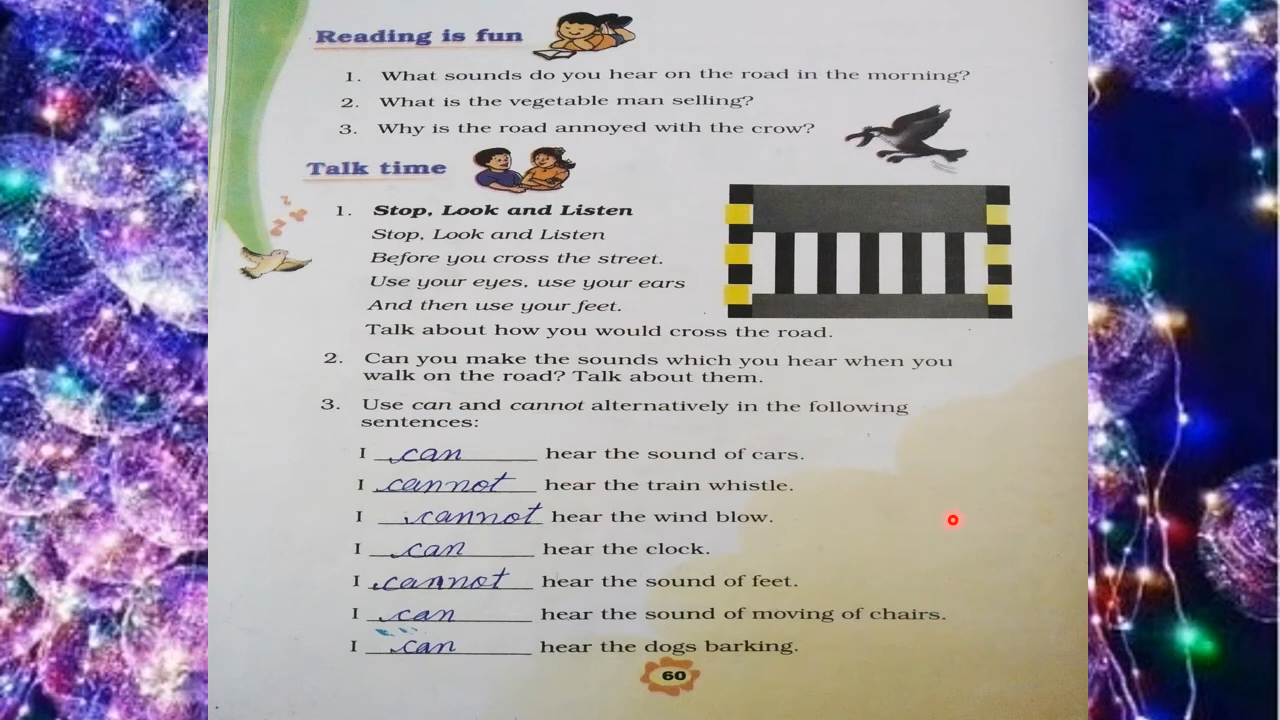 Reading is fun
1. What sounds do you hear on the road in the morning?
2. What is the vegetable man selling?
3. Why is the road annoyed with the crow?
Talk time
1. Stop, Look and Listen
Stop, Look and Listen
Before you cross the street.
Use your eyes, use your ears
And then use your feet.
Talk about how you would cross the road.
2. Can you make the sounds which you hear when you
walk on the road? Talk about them.
3. Use can and cannot alternatively in the following
sentences:
I can hear the sound of cars.
I cannot hear the train whistle.
I cannot hear the wind blow.
I can hear the clock.
I cannot hear the sound of feet.
I can hear the sound of moving of chairs.
I can hear the dogs barking.
60